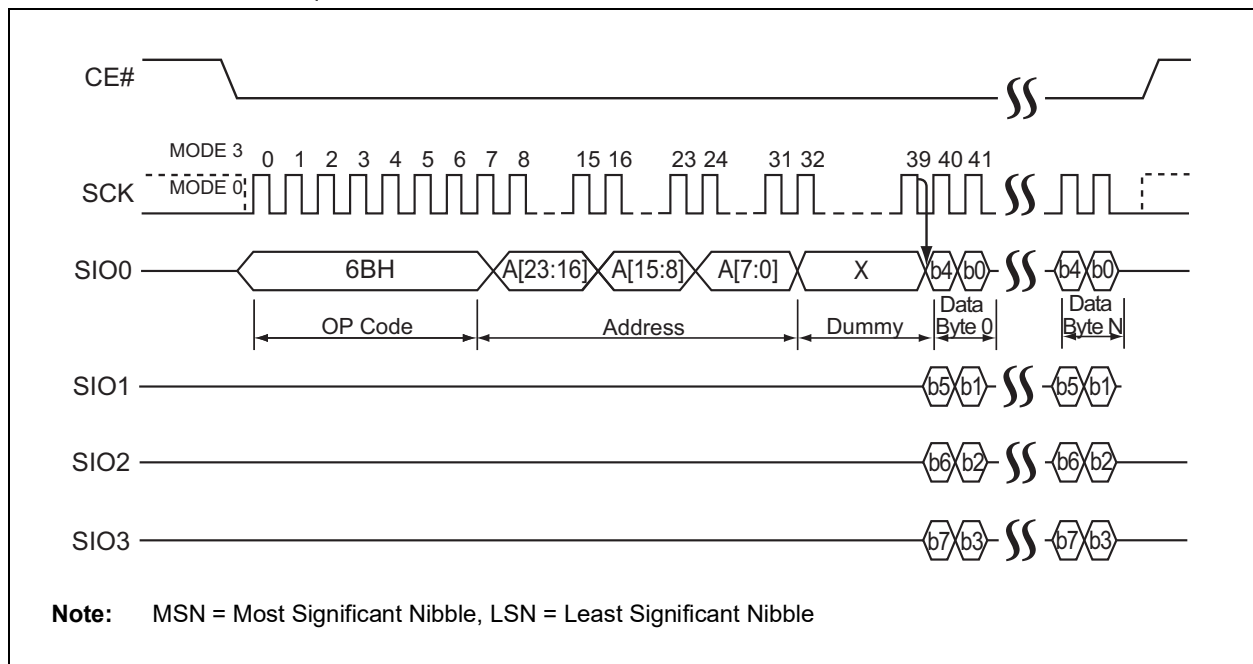 CE#
MODE 3
0 1 2 3 4 5 6 7 8 15 16 23 24 31 32 39 40 41
SCK
MODE 0
SIO0 6BH A[23:16] A[15:8] A[7:0] X b4 b0 b4 b0
OP Code Address Dummy Data Byte 0 Data Byte N
SIO1 b5 b1 b5 b1
SIO2 b6 b2 b6 b2
SIO3 b7 b3 b7 b3
Note: MSN = Most Significant Nibble, LSN = Least Significant Nibble